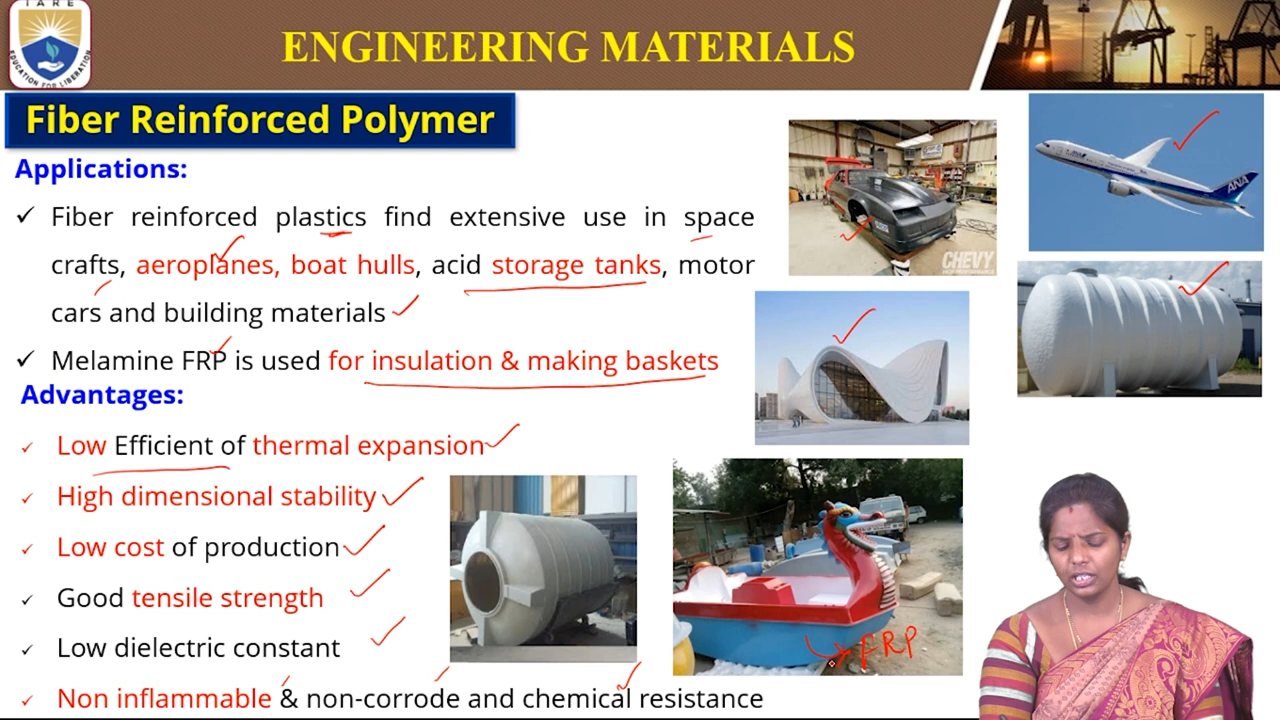 IARE
EDUCATION FOR LIBERATION
ENGINEERING MATERIALS
Fiber Reinforced Polymer
Applications:
✓ Fiber reinforced plastics find extensive use in space
crafts, aeroplanes, boat hulls, acid storage tanks, motor
cars and building materials
✓ Melamine FRP is used for insulation & making baskets
Advantages:
✓ Low Efficient of thermal expansion
✓ High dimensional stability
✓ Low cost of production
✓ Good tensile strength
✓ Low dielectric constant
✓ Non inflammable & non-corrode and chemical resistance
CHEVY
ANA
FRP